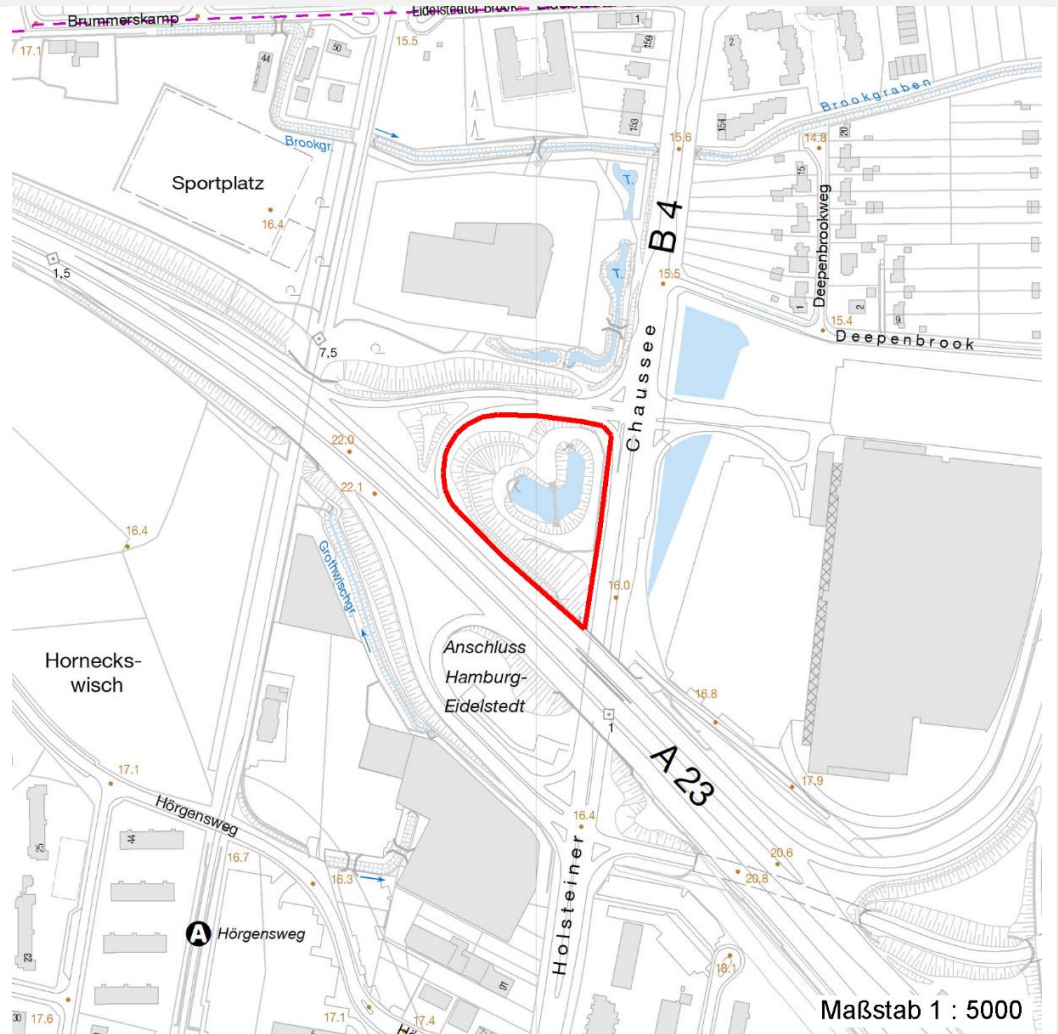 Brummerskamp
Eidelstedter Brook
17.1
15.5
50
44
1
159
2
Brookgraben
Brookgr.
153
154
15.6
14.8
20
15
Sportplatz
16.4
T.
B 4
Deepenbrookweg
1,5
T.
15.5
1
2
9
15.4
Deepenbrook
7,5
Chaussee
22.0
22.1
16.4
Grothwischgr.
16.0
Hornecks-
wisch
Anschluss
Hamburg-
Eidelstedt
16.8
1
A 23
17.1
17.9
Hörgensweg
16.4
44
25
16.7
16.3
20.6
20.8
Holsteiner
A Hörgensweg
23
91
18.1
30
17.6
17.1
17.4
Maßstab 1 : 5000